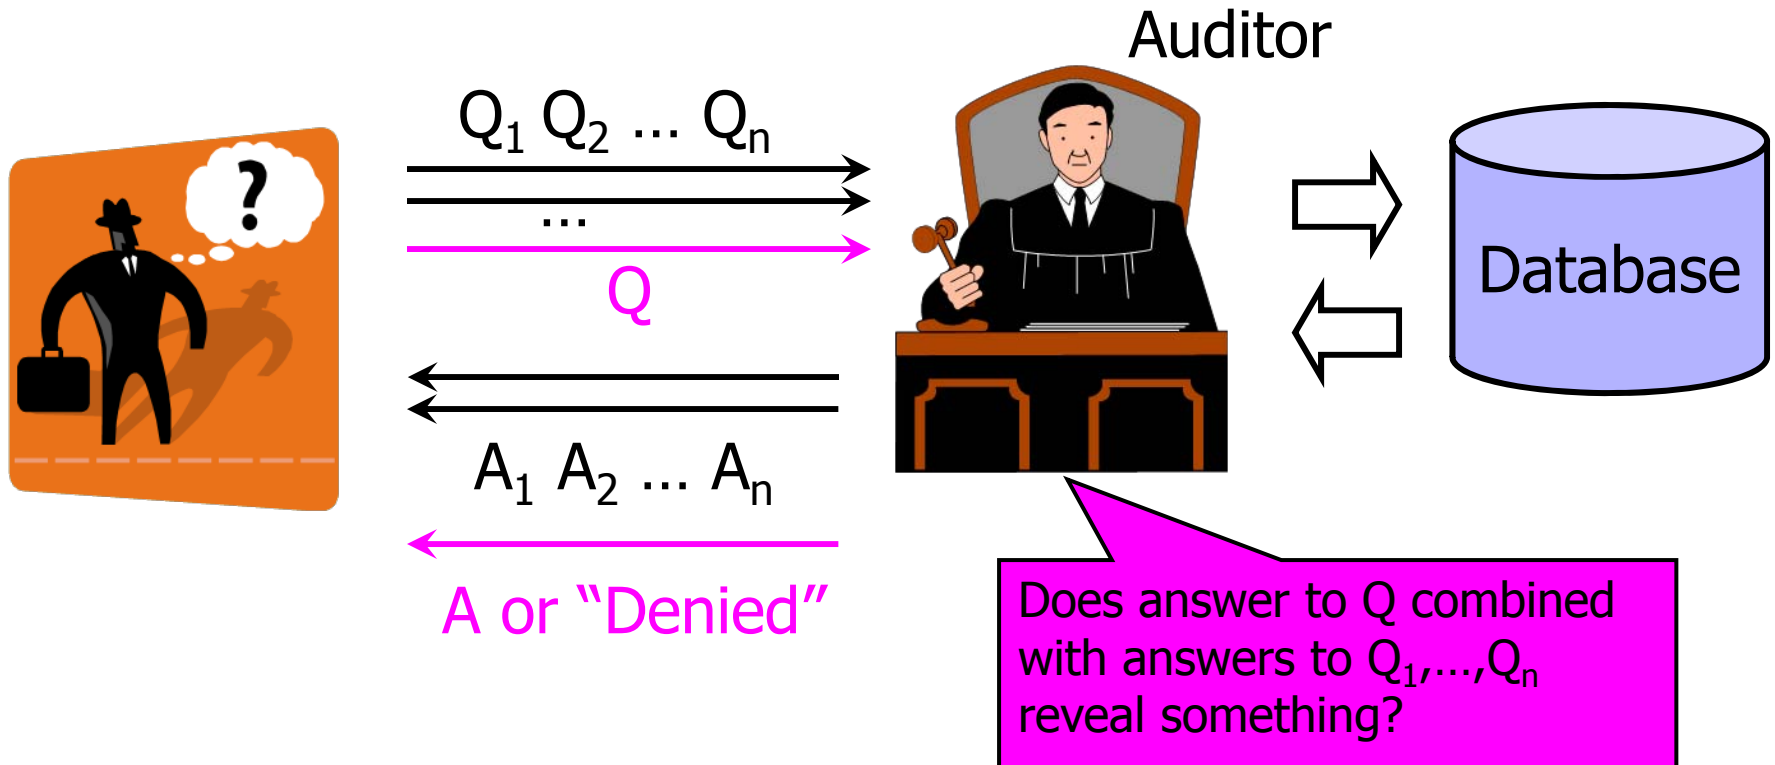 Auditor
Q₁ Q₂ ... Qₙ
?
...
Q
Database
A₁ A₂ ... Aₙ
A or “Denied”
Does answer to Q combined
with answers to Q₁,...,Qₙ
reveal something?